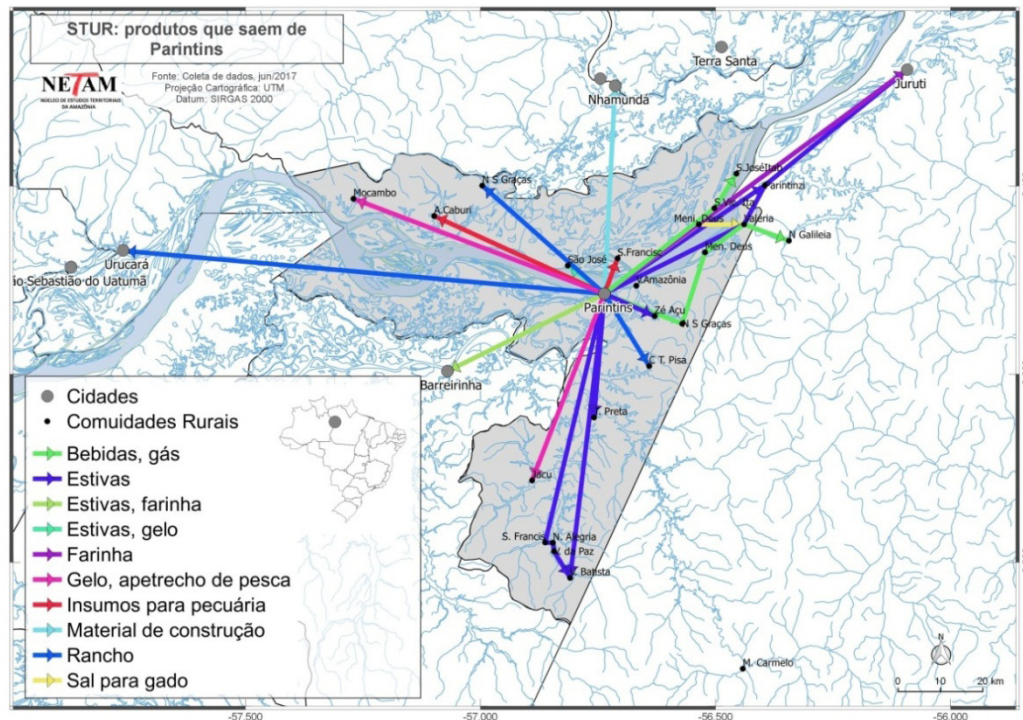 STUR: produtos que saem de
Parintins
Fonte: Coleta de dados, jun/2017
Projeção Cartográfica: UTM
Datum: SIRGAS 2000
NETAM
NÚCLEO DE ESTUDOS TERRITORIAIS
DA AMAZÔNIA
Terra Santa
Nhamundá
Juruti
S.JoséItab
N S Graças
Parintinzi
Mocambo
A.Caburi
Meni. Deus
Valéria
N Galileia
S.Francisc
Men. Deus
Urucará
São José
São Sebastião do Uatumã
V.Amazônia
Parintins
Zé Açu
N S Graças
C T. Pisa
Barreirinha
Preta
Jacu
S. Francis
N. Alegria
V. da Paz
Batista
M. Carmelo
Cidades
Comuidades Rurais
Bebidas, gás
Estivas
Estivas, farinha
Estivas, gelo
Farinha
Gelo, apetrecho de pesca
Insumos para pecuária
Material de construção
Rancho
Sal para gado
N
0 10 20 km
-57.500 -57.000 -56.500 -56.000